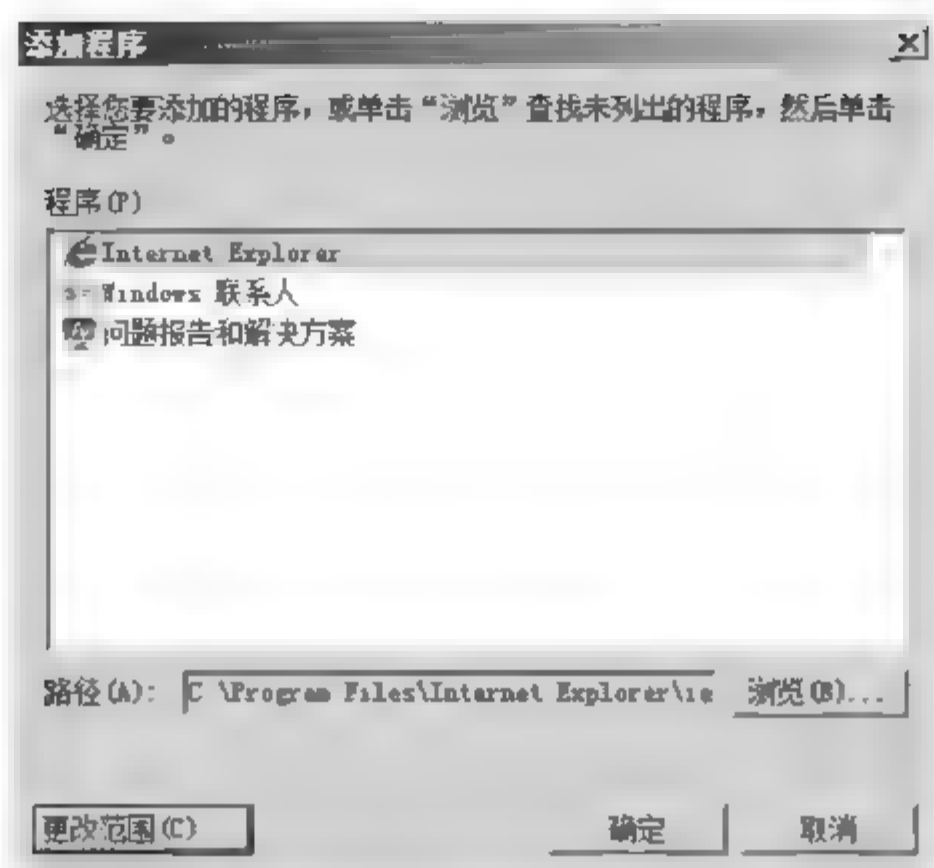 添加程序
选择您要添加的程序，或单击“浏览”查找未列出的程序，然后单击
“确定”。
程序(P)
Internet Explorer
Windows 联系人
问题报告和解决方案
路径(A): C:\Program Files\Internet Explorer\ie 浏览(B)...
更改范围(C) 确定 取消